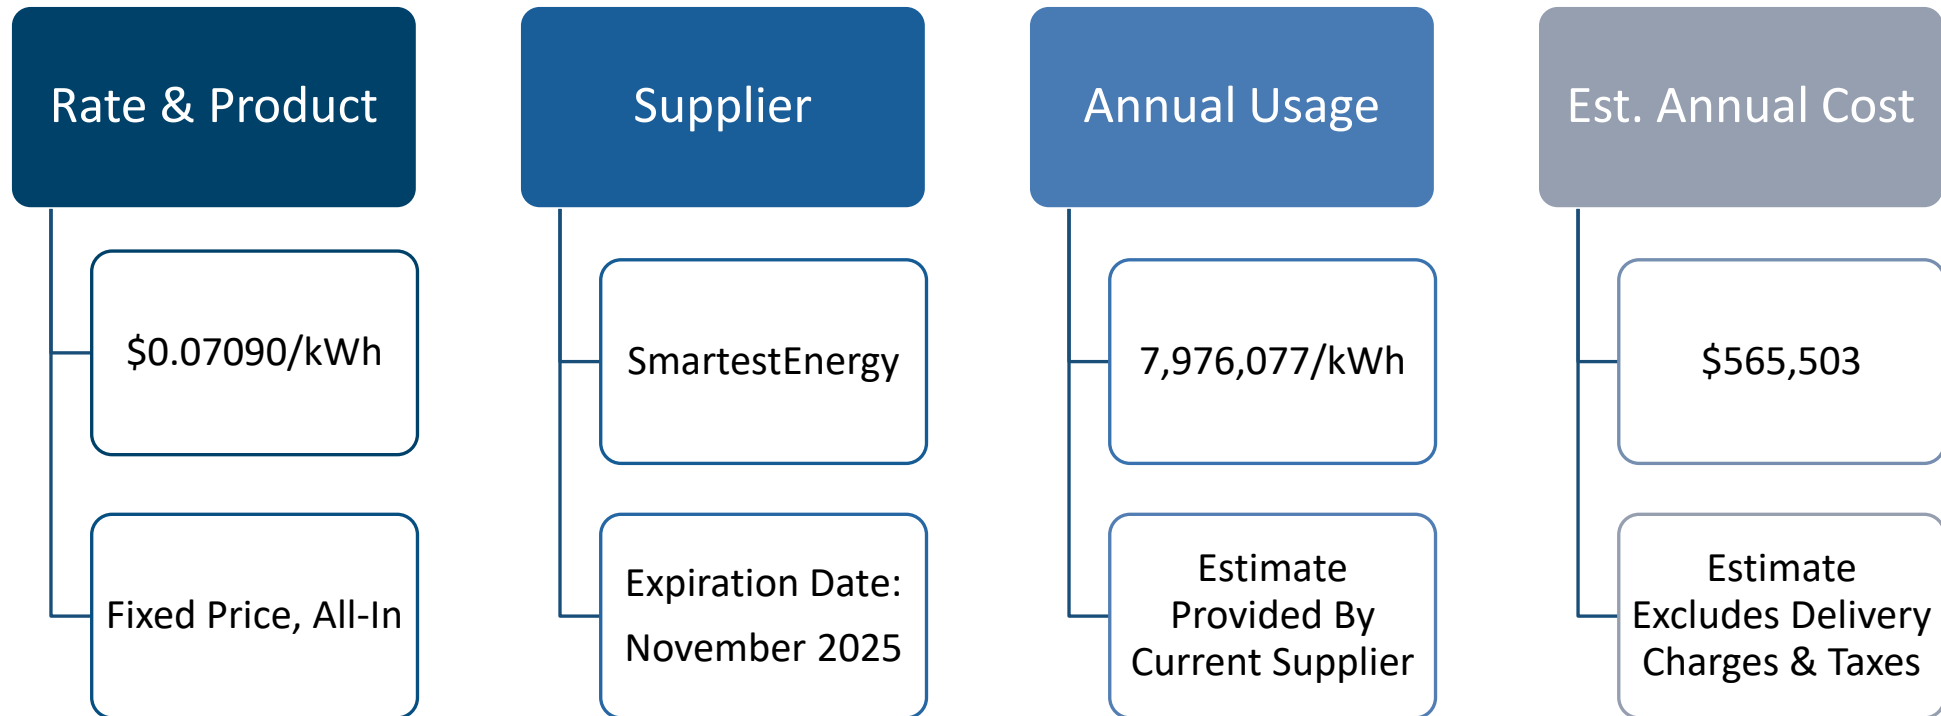 Rate & Product
$0.07090/kWh
Fixed Price, All-In
Supplier
SmartestEnergy
Expiration Date:
November 2025
Annual Usage
7,976,077/kWh
Estimate
Provided By
Current Supplier
Est. Annual Cost
$565,503
Estimate
Excludes Delivery
Charges & Taxes